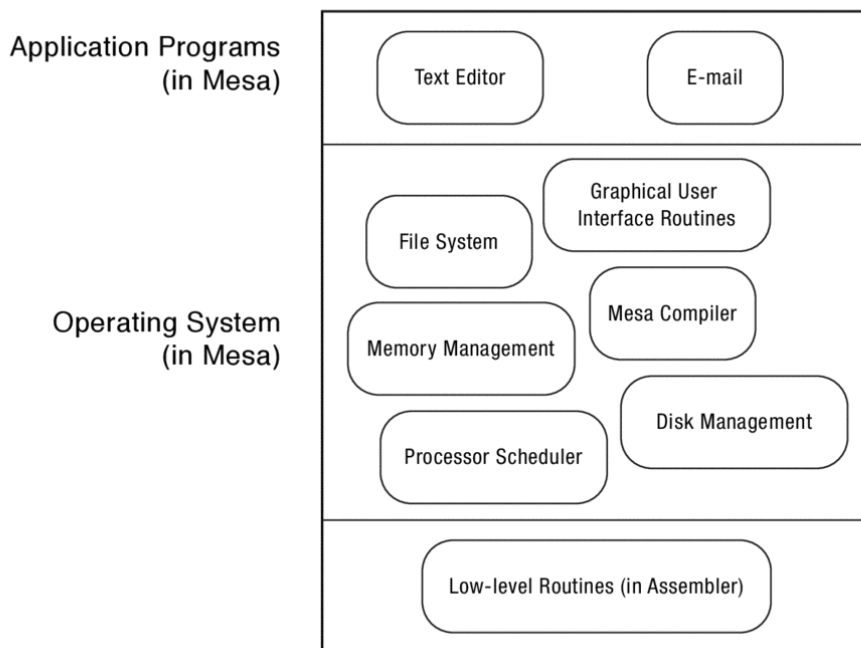 Application Programs
(in Mesa)
Text Editor
E-mail
Graphical User
Interface Routines
File System
Mesa Compiler
Operating System
(in Mesa)
Memory Management
Disk Management
Processor Scheduler
Low-level Routines (in Assembler)